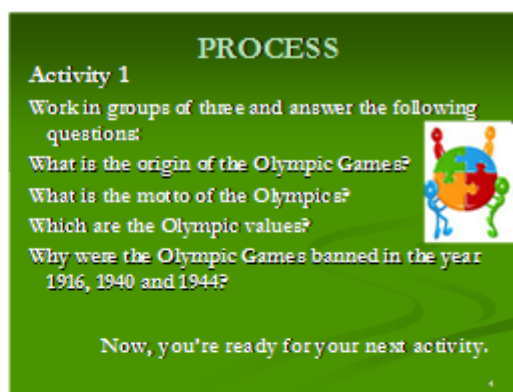 PROCESS
Activity 1
Work in groups of three and answer the following
questions:
What is the origin of the Olympic Games?
What is the motto of the Olympics?
Which are the Olympic values?
Why were the Olympic Games banned in the year
1916, 1940 and 1944?
Now, you're ready for your next activity.
4